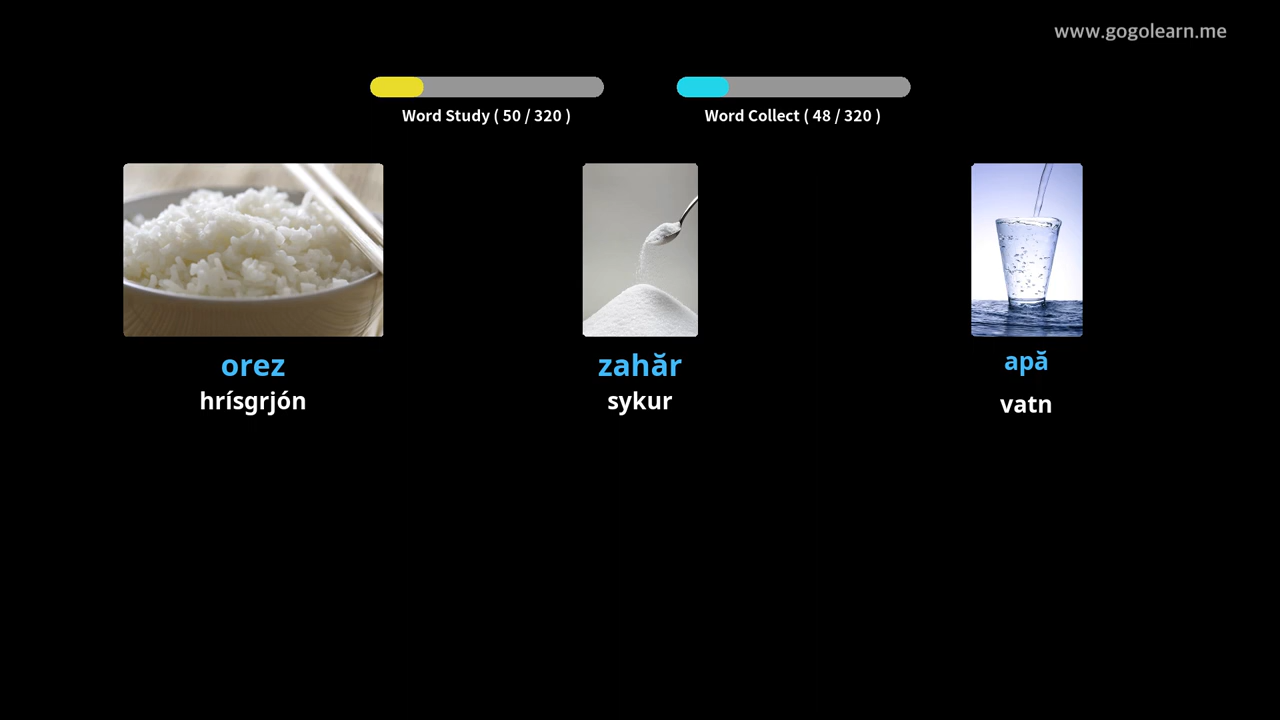 www.gogolearn.me
Word Study ( 50 / 320 )
Word Collect ( 48 / 320 )
orez
hrísgrjón
zahăr
sykur
apă
vatn